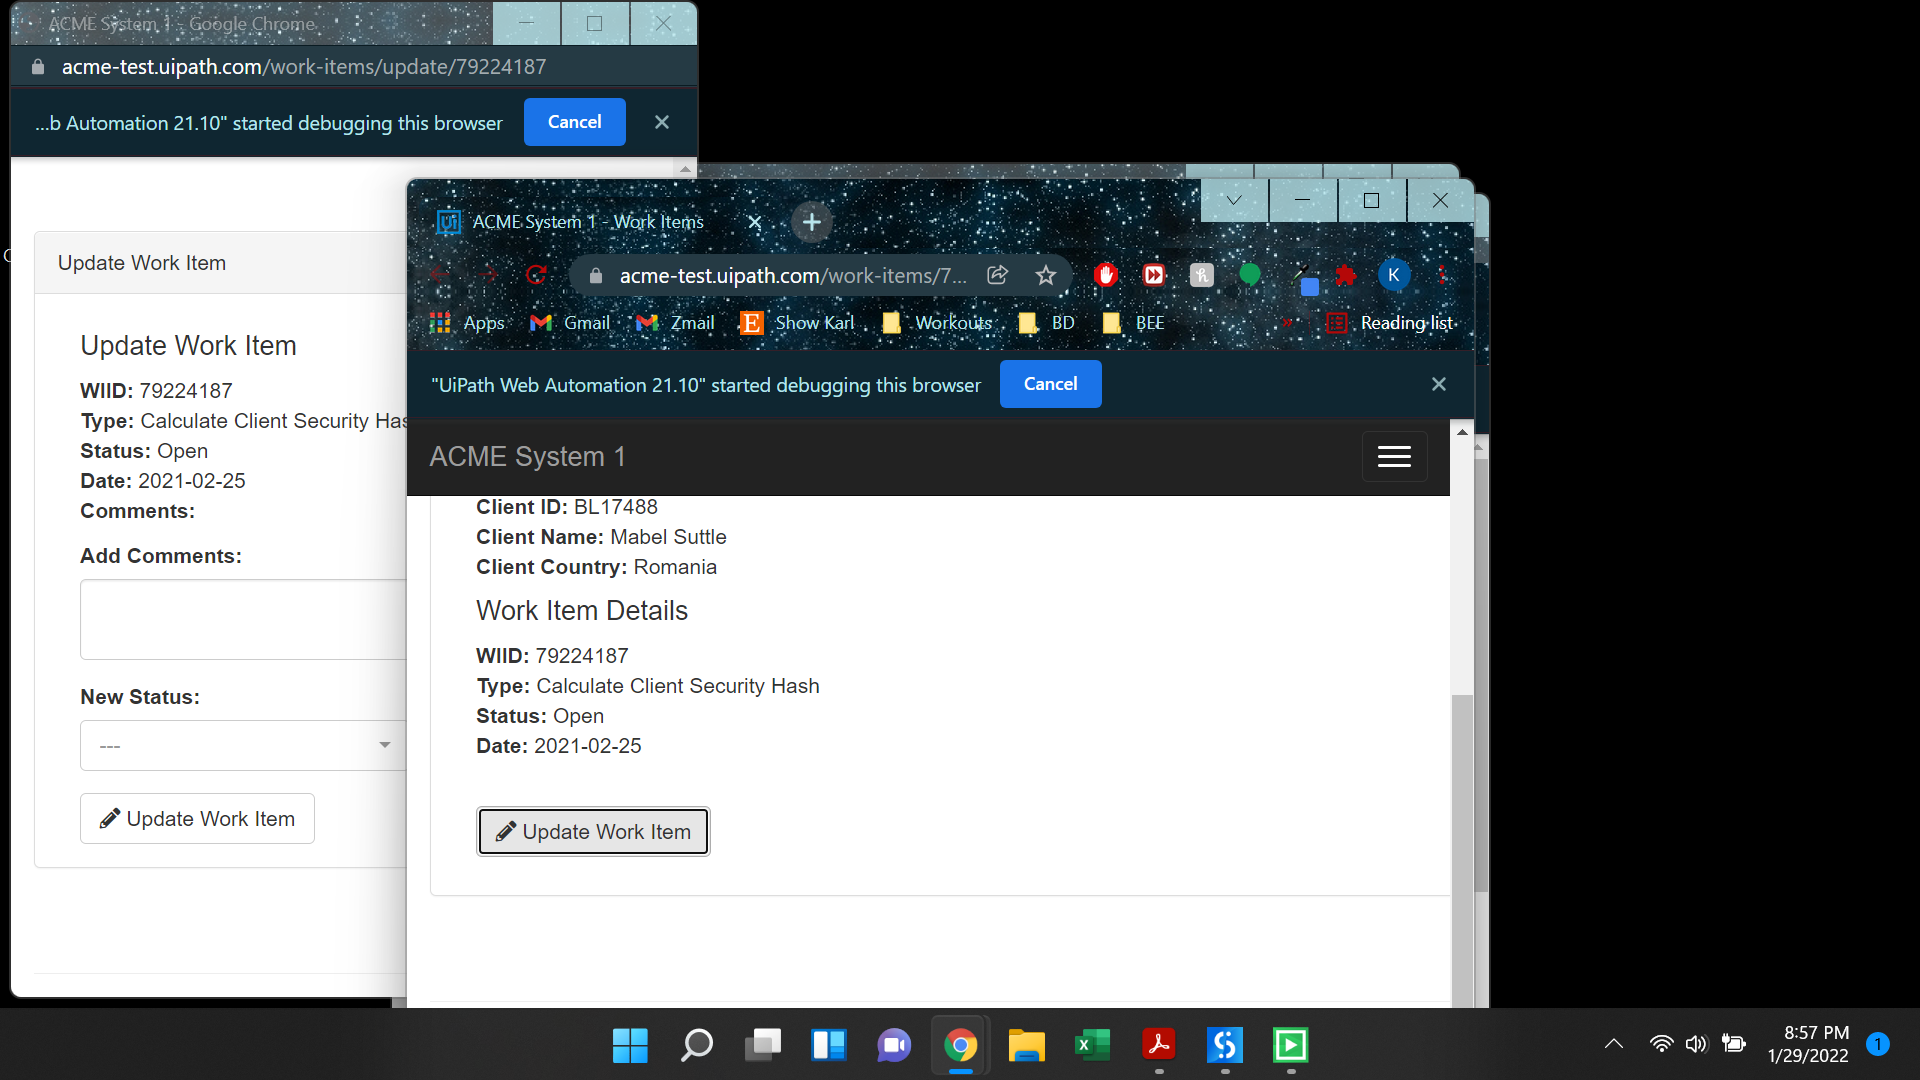 ACME System 1 - Google Chrome
acme-test.uipath.com/work-items/update/79224187
...b Automation 21.10" started debugging this browser
Cancel
Update Work Item
Update Work Item
WIID: 79224187
Type: Calculate Client Security Has
Status: Open
Date: 2021-02-25
Comments:
Add Comments:
New Status:
---
Update Work Item
ACME System 1 - Work Items
acme-test.uipath.com/work-items/7...
K
Apps
Gmail
Zmail
Show Karl
Workouts
BD
BEE
Reading list
"UiPath Web Automation 21.10" started debugging this browser
Cancel
ACME System 1
Client ID: BL17488
Client Name: Mabel Suttle
Client Country: Romania
Work Item Details
WIID: 79224187
Type: Calculate Client Security Hash
Status: Open
Date: 2021-02-25
Update Work Item
8:57 PM
1/29/2022
1